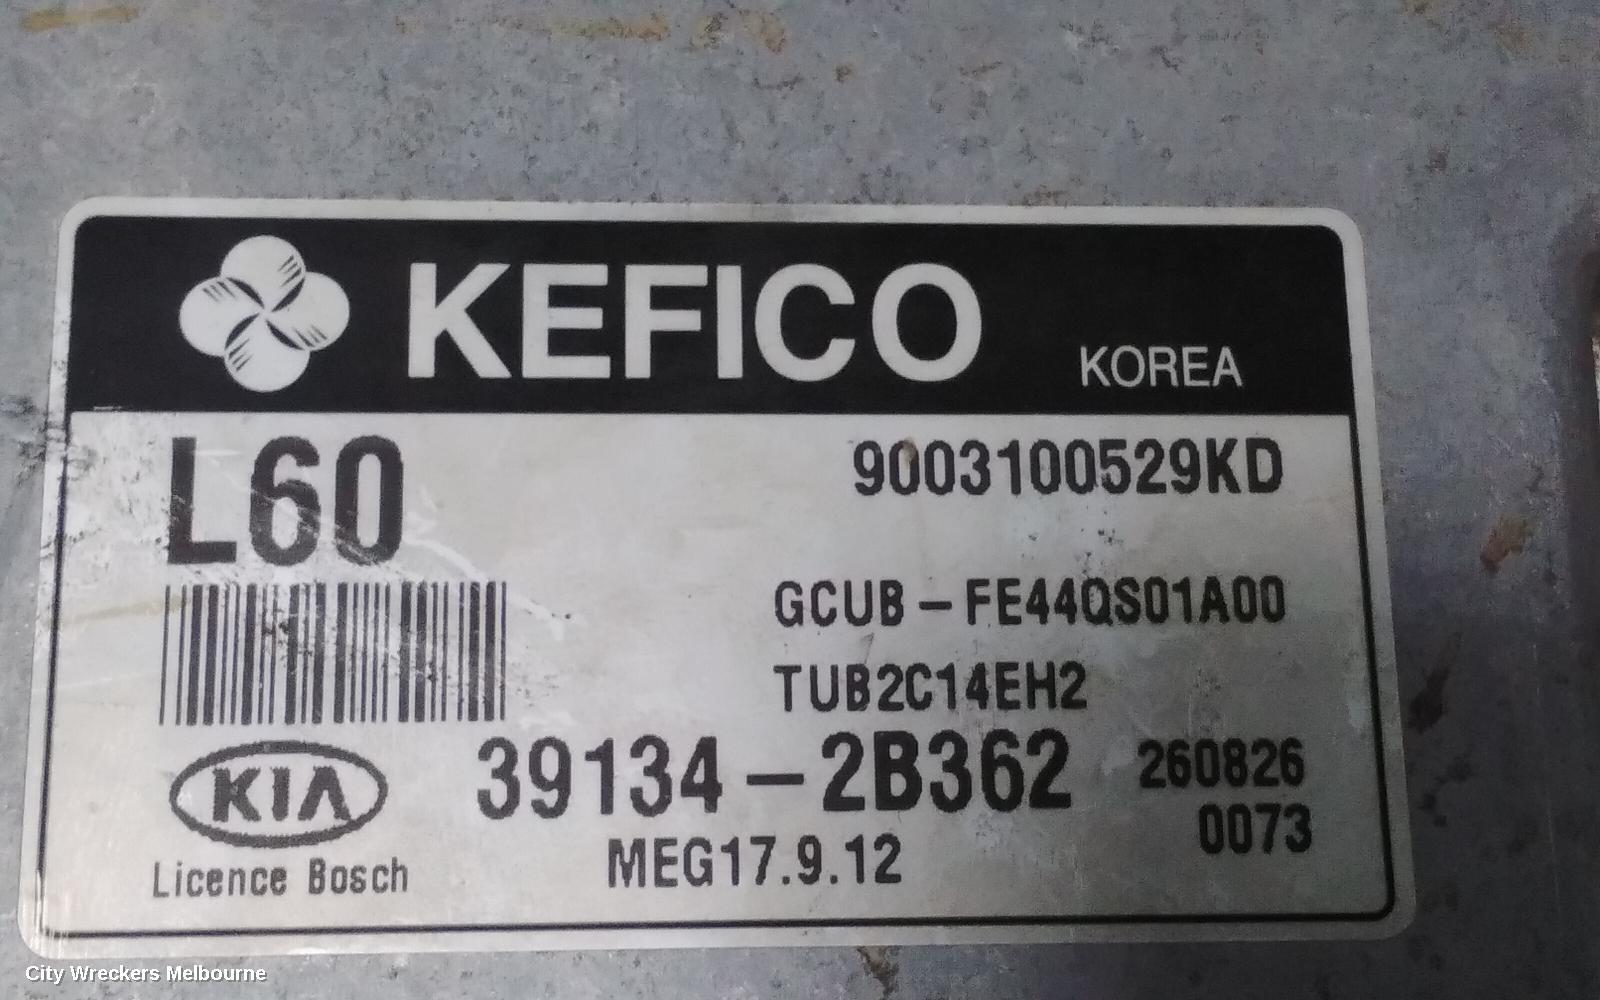 KEFICO KOREA
L60 9003100529KD
GCUB – FE44QS01A00
TUB2C14EH2
KIA 39134 – 2B362 260826
0073
Licence Bosch MEG17.9.12
City Wreckers Melbourne